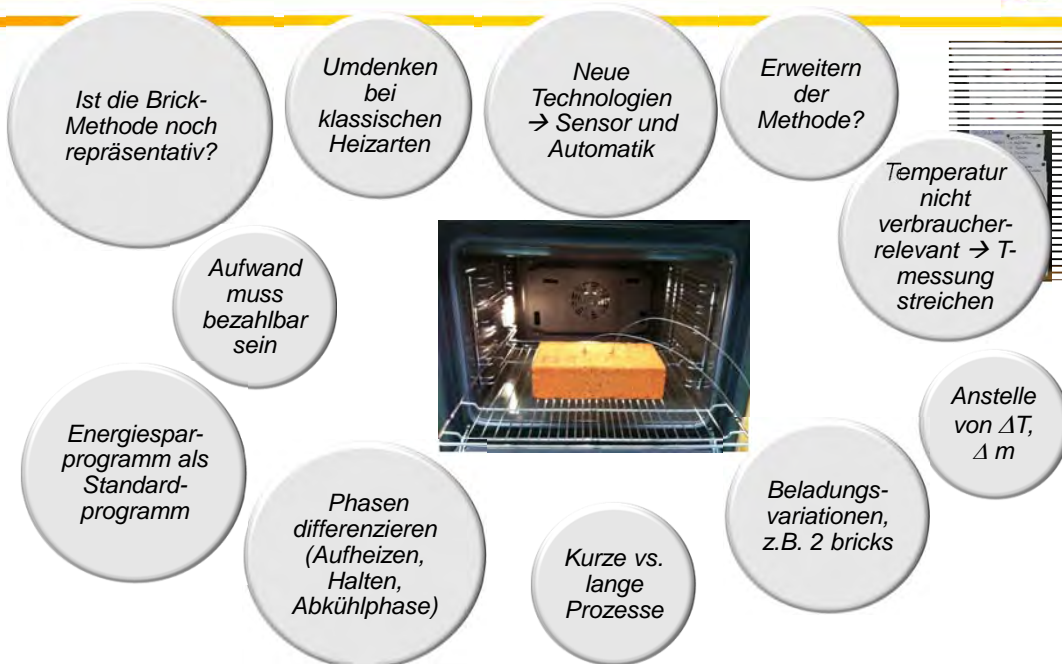 Ist die Brick-
Methode noch
repräsentativ?
Umdenken
bei
klassischen
Heizarten
Neue
Technologien
→ Sensor und
Automatik
Erweitern
der
Methode?
Temperatur
nicht
verbraucher-
relevant → T-
messung
streichen
Aufwand
muss
bezahlbar
sein
Anstelle
von ΔT,
Δ m
Energiespar-
programm als
Standard-
programm
Phasen
differenzieren
(Aufheizen,
Halten,
Abkühlphase)
Kurze vs.
lange
Prozesse
Beladungs-
variationen,
z.B. 2 bricks